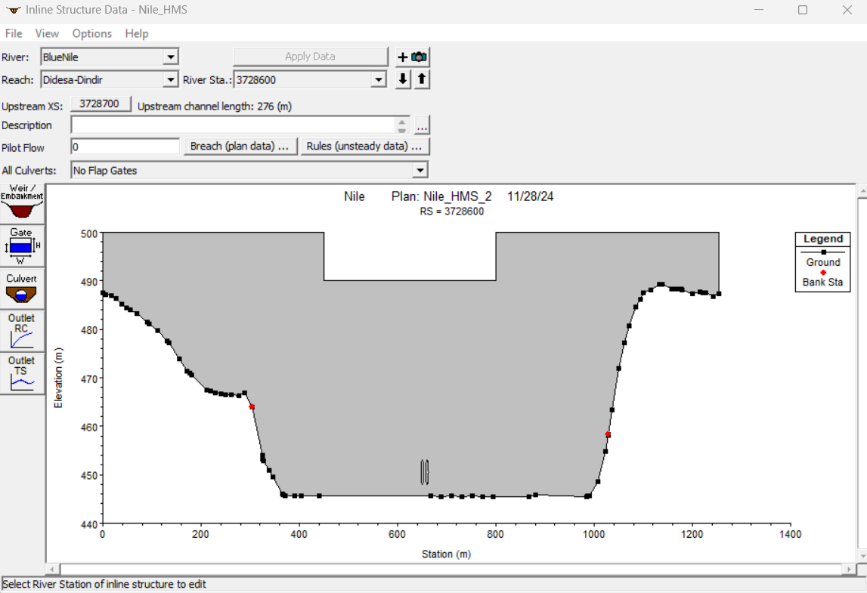 Inline Structure Data - Nile_HMS
File View Options Help
River: BlueNile Apply Data
Reach: Didesa-Dindir River Sta.: 3728600
Upstream XS: 3728700 Upstream channel length: 276 (m)
Description ...
Pilot Flow 0 Breach (plan data) ... Rules (unsteady data) ...
All Culverts: No Flap Gates
Weir /
Embankment
Gate
H
W
Culvert
Outlet
RC
Outlet
TS
Nile Plan: Nile_HMS_2 11/28/24
RS = 3728600
Elevation (m)
500
490
480
470
460
450
440
0 200 400 600 800 1000 1200 1400
Station (m)
Legend
Ground
Bank Sta
Select River Station of inline structure to edit